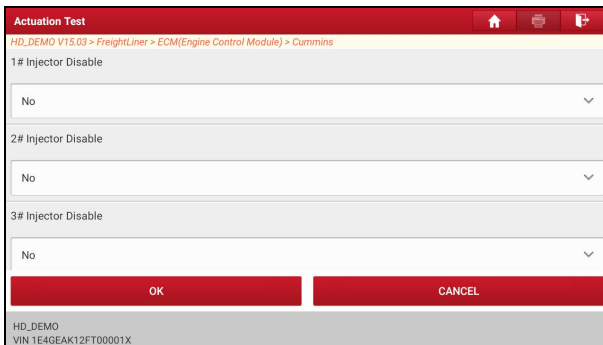 Actuation Test
HD_DEMO V15.03 > FreightLiner > ECM(Engine Control Module) > Cummins
1# Injector Disable
No
2# Injector Disable
No
3# Injector Disable
No
OK CANCEL
HD_DEMO
VIN 1E4GEAK12FT00001X